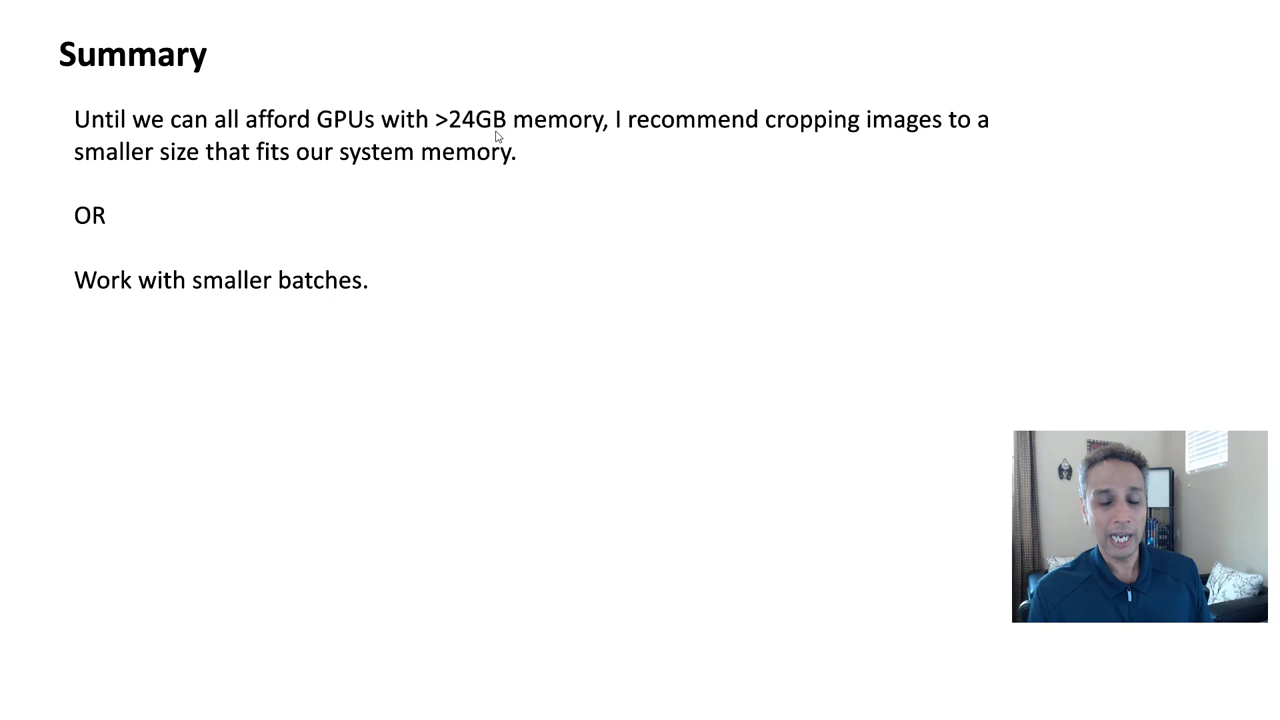 Summary
Until we can all afford GPUs with >24GB memory, I recommend cropping images to a
smaller size that fits our system memory.
OR
Work with smaller batches.